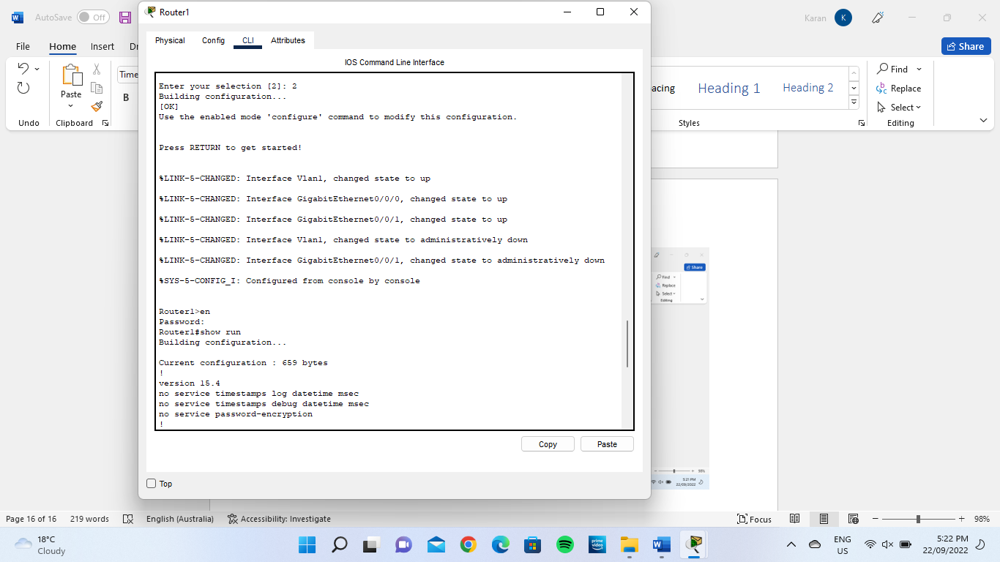 AutoSave Off
Router1
Karan K
File Home Insert
Share
Physical Config CLI Attributes
IOS Command Line Interface
Enter your selection [2]: 2
Building configuration...
[OK]
Use the enabled mode 'configure' command to modify this configuration.
Press RETURN to get started!
%LINK-5-CHANGED: Interface Vlan1, changed state to up
%LINK-5-CHANGED: Interface GigabitEthernet0/0/0, changed state to up
%LINK-5-CHANGED: Interface GigabitEthernet0/0/1, changed state to up
%LINK-5-CHANGED: Interface Vlan1, changed state to administratively down
%LINK-5-CHANGED: Interface GigabitEthernet0/0/1, changed state to administratively down
%SYS-5-CONFIG_I: Configured from console by console
Router1>en
Password:
Router1#show run
Building configuration...
Current configuration : 659 bytes
!
version 15.4
no service timestamps log datetime msec
no service timestamps debug datetime msec
no service password-encryption
!
Copy Paste
Top
Paste
B
Undo Clipboard
acing Heading 1 Heading 2
Styles
Find
Replace
Select
Editing
Share
Find
Replace
Select
Editing
98%
5:21 PM
22/09/2022
Page 16 of 16 219 words English (Australia) Accessibility: Investigate
Focus 98%
18°C
Cloudy
prime video
ENG
US
5:22 PM
22/09/2022